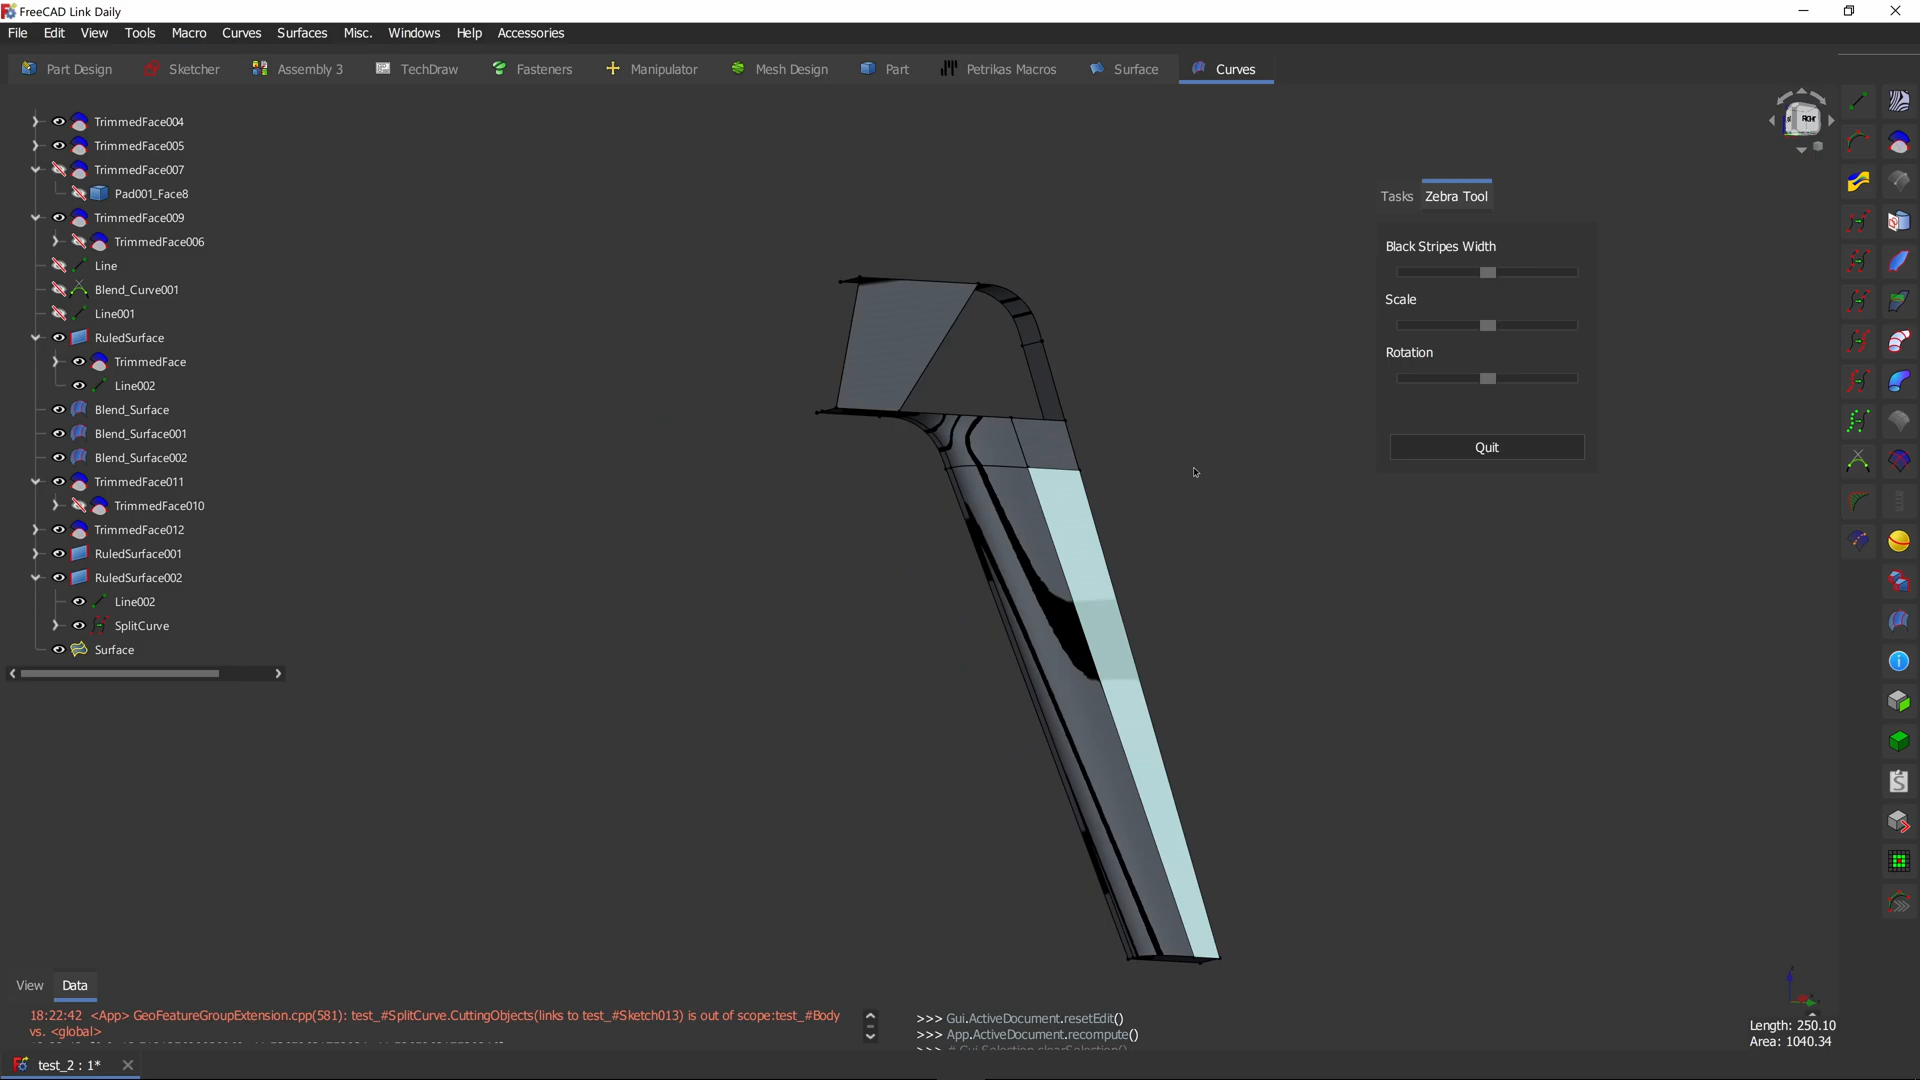 FreeCAD Link Daily
File Edit View Tools Macro Curves Surfaces Misc. Windows Help Accessories
Part Design Sketcher Assembly 3 TechDraw Fasteners Manipulator Mesh Design Part Petrikas Macros Surface Curves
TrimmedFace004
TrimmedFace005
TrimmedFace007
Pad001_Face8
TrimmedFace009
TrimmedFace006
Line
Blend_Curve001
Line001
RuledSurface
TrimmedFace
Line002
Blend_Surface
Blend_Surface001
Blend_Surface002
TrimmedFace011
TrimmedFace010
TrimmedFace012
RuledSurface001
RuledSurface002
Line002
SplitCurve
Surface
RIGHT
Tasks Zebra Tool
Black Stripes Width
Scale
Rotation
Quit
View Data
18:22:42 <App> GeoFeatureGroupExtension.cpp(581): test_#SplitCurve.CuttingObjects(links to test_#Sketch013) is out of scope:test_#Body
vs. <global>
>>> Gui.ActiveDocument.resetEdit()
>>> App.ActiveDocument.recompute()
>>> # Gui.Selection.clearSelection()
Length: 250.10
Area: 1040.34
test_2 : 1*